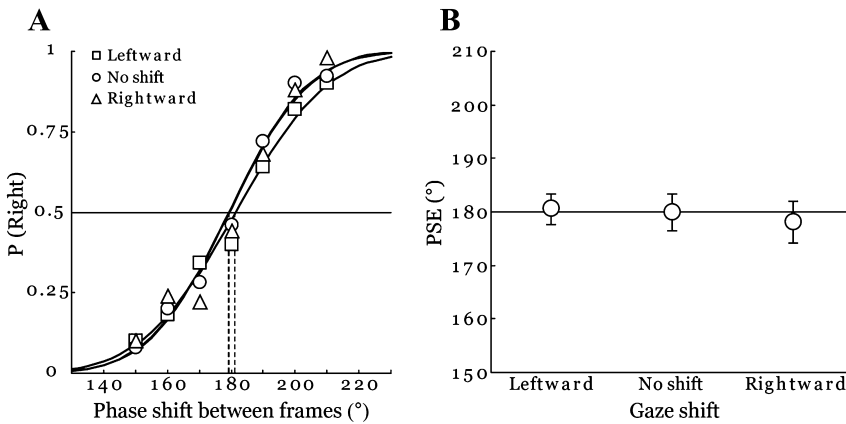 A
1
0.75
0.5
0.25
0
P (Right)
Leftward
No shift
Rightward
140 160 180 200 220
Phase shift between frames (°)
B
210
200
190
180
170
160
150
PSE (°)
Leftward No shift Rightward
Gaze shift